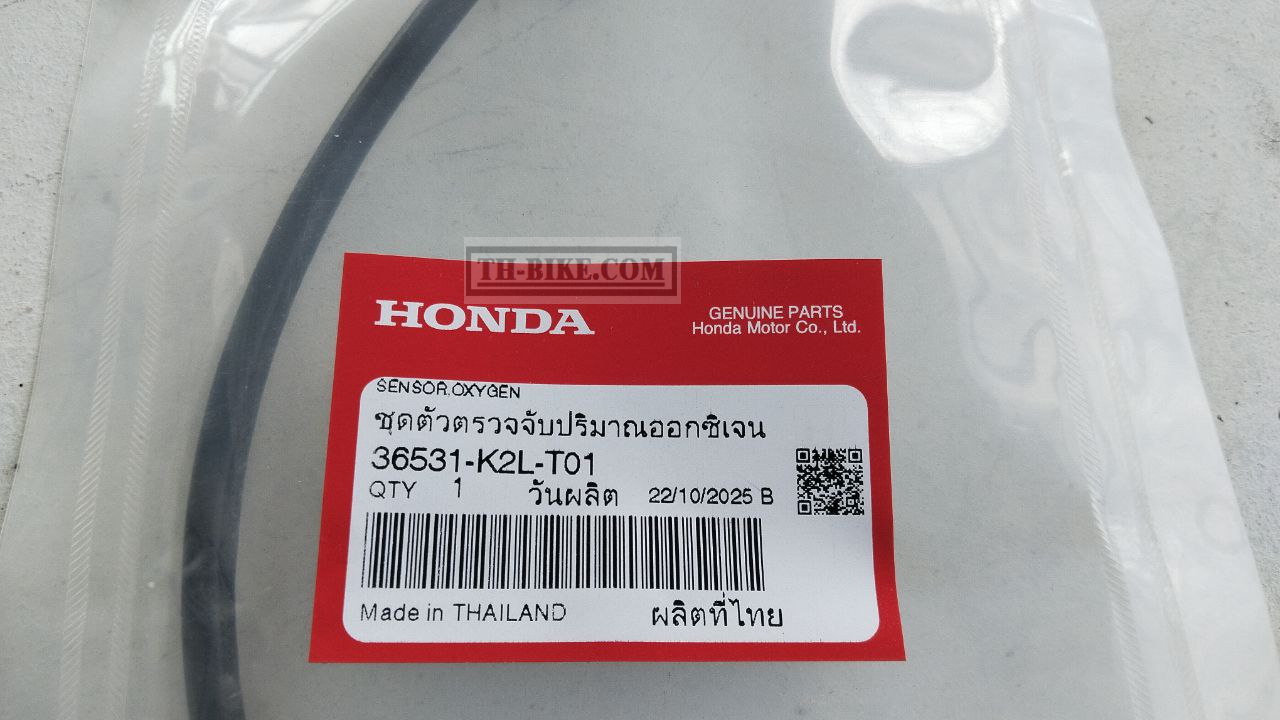 TH-BIKE.COM
HONDA
GENUINE PARTS
Honda Motor Co., Ltd.
SENSOR,OXYGEN
ชุดตัวตรวจจับปริมาณออกซิเจน
36531-K2L-T01
QTY 1 วันผลิต 22/10/2025 B
Made in THAILAND ผลิตที่ไทย